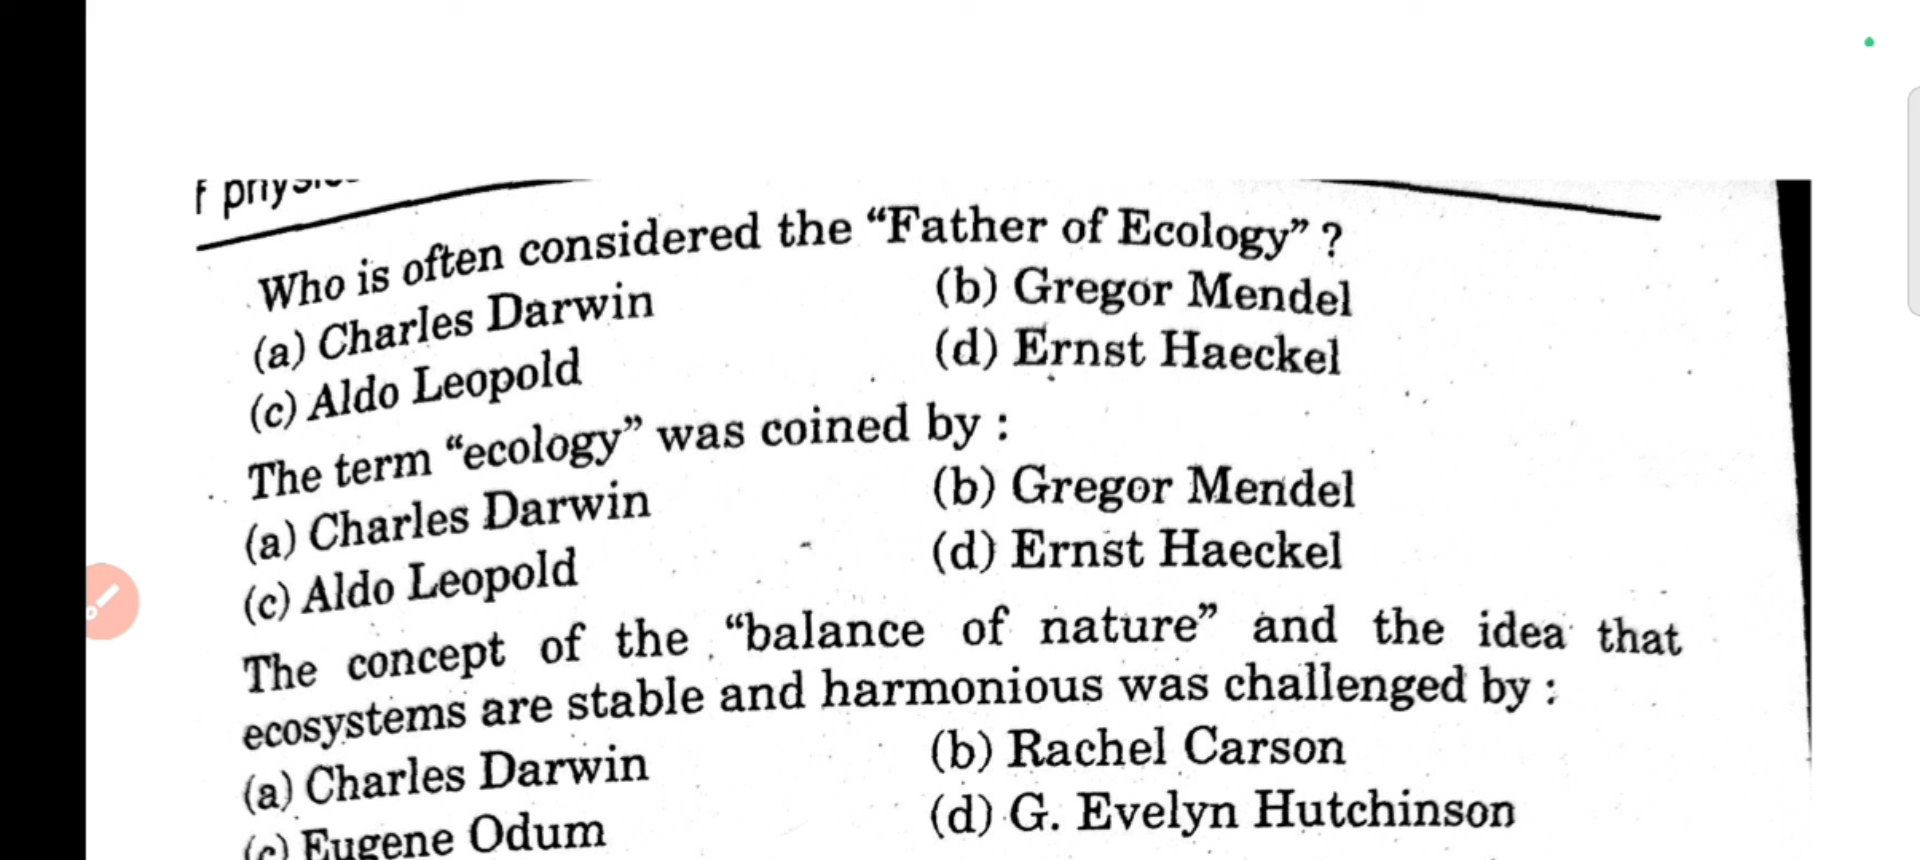 Who is often considered the “Father of Ecology” ?
(a) Charles Darwin (b) Gregor Mendel
(c) Aldo Leopold (d) Ernst Haeckel
The term “ecology” was coined by :
(a) Charles Darwin (b) Gregor Mendel
(c) Aldo Leopold (d) Ernst Haeckel
The concept of the “balance of nature” and the idea that
ecosystems are stable and harmonious was challenged by :
(a) Charles Darwin (b) Rachel Carson
(c) Eugene Odum (d) G. Evelyn Hutchinson